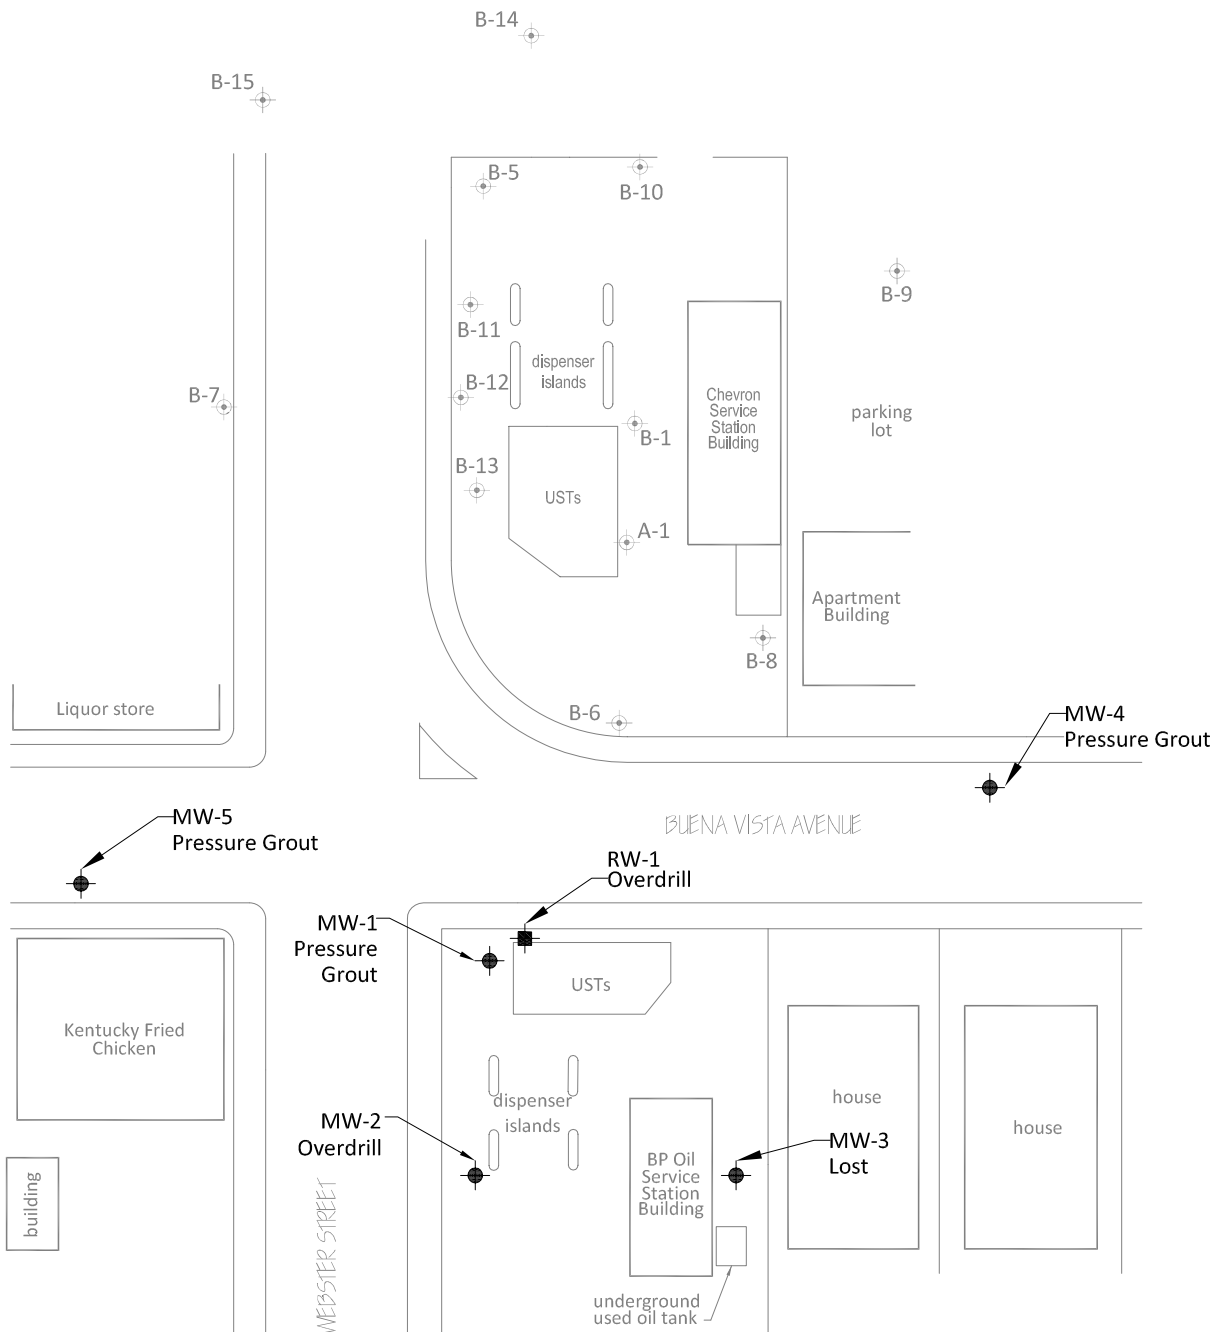 B-14
B-15
B-5
B-10
B-9
B-11
dispenser
islands
B-12
B-7
Chevron
Service
Station
Building
parking
lot
B-1
B-13
USTs
A-1
Apartment
Building
B-8
Liquor store
B-6
MW-4
Pressure Grout
MW-5
Pressure Grout
BUENA VISTA AVENUE
RW-1
Overdrill
MW-1
Pressure
Grout
USTs
Kentucky Fried
Chicken
dispenser
islands
house
house
MW-2
Overdrill
MW-3
Lost
BP Oil
Service
Station
Building
building
WEBSTER STREET
underground
used oil tank